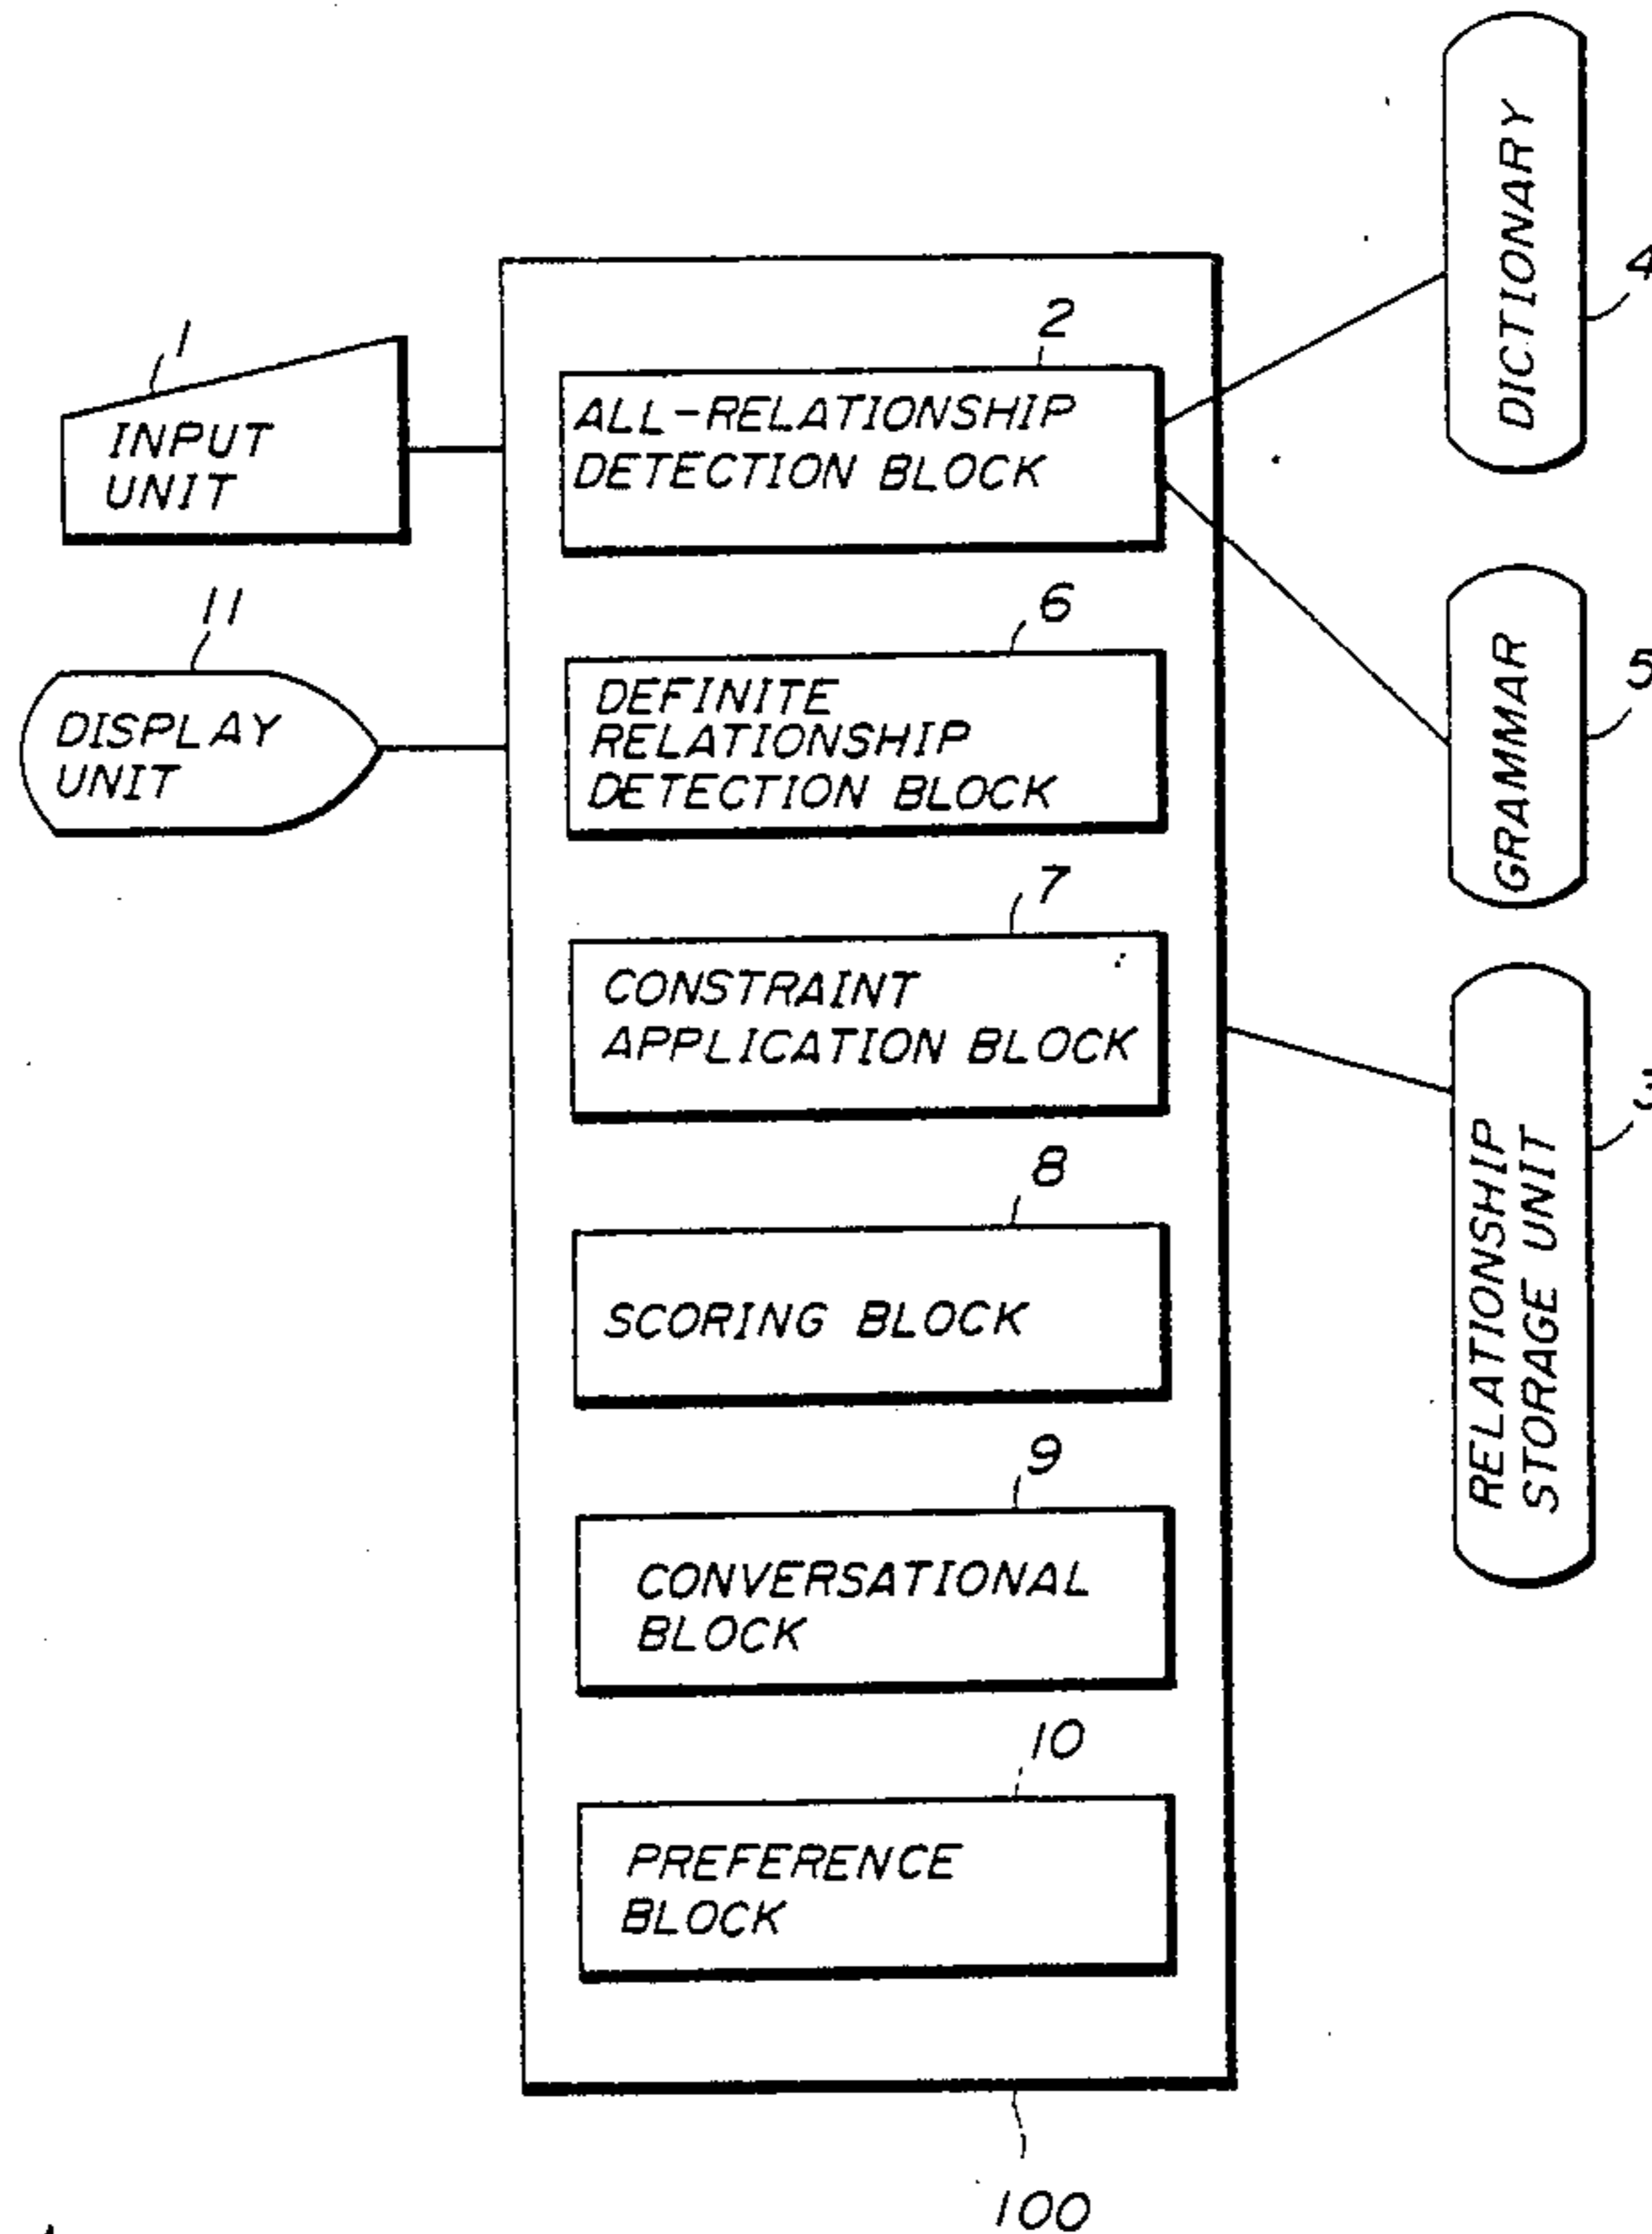 1
INPUT
UNIT
11
DISPLAY
UNIT
2
ALL-RELATIONSHIP
DETECTION BLOCK
6
DEFINITE
RELATIONSHIP
DETECTION BLOCK
7
CONSTRAINT
APPLICATION BLOCK
8
SCORING BLOCK
9
CONVERSATIONAL
BLOCK
10
PREFERENCE
BLOCK
100
DICTIONARY
4
GRAMMAR
5
RELATIONSHIP
STORAGE UNIT